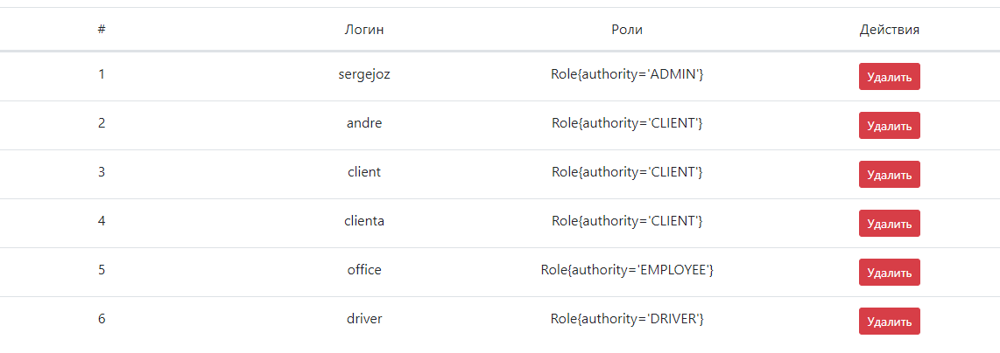 # Логин Роли Действия
1 sergejoz Role{authority='ADMIN'} Удалить
2 andre Role{authority='CLIENT'} Удалить
3 client Role{authority='CLIENT'} Удалить
4 clienta Role{authority='CLIENT'} Удалить
5 office Role{authority='EMPLOYEE'} Удалить
6 driver Role{authority='DRIVER'} Удалить